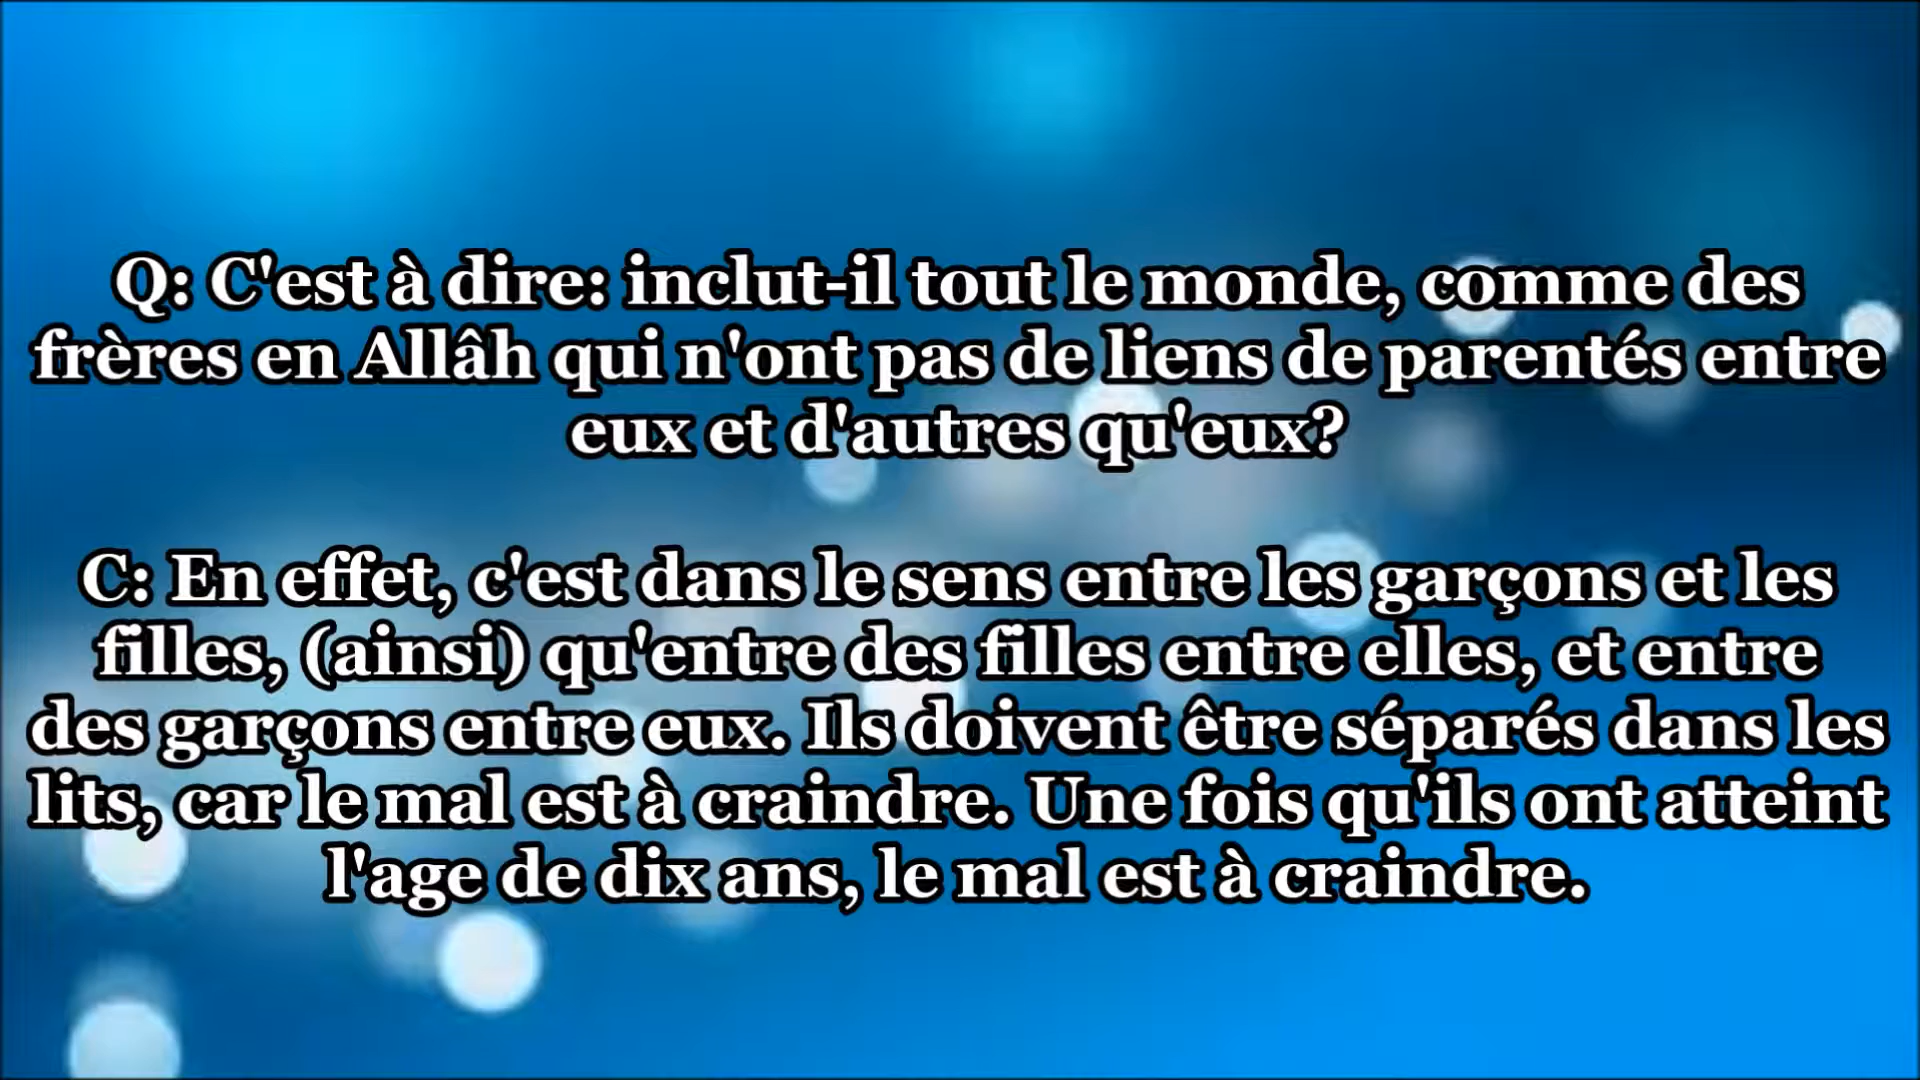 Q: C'est à dire: inclut-il tout le monde, comme des
frères en Allâh qui n'ont pas de liens de parentés entre
eux et d'autres qu'eux?
C: En effet, c'est dans le sens entre les garçons et les
filles, (ainsi) qu'entre des filles entre elles, et entre
des garçons entre eux. Ils doivent être séparés dans les
lits, car le mal est à craindre. Une fois qu'ils ont atteint
l'age de dix ans, le mal est à craindre.